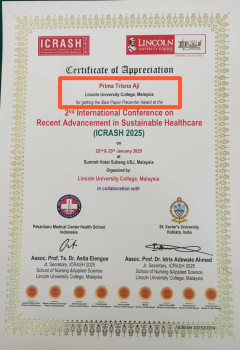 ICRASH
LINCOLN
UNIVERSITY COLLEGE
Certificate of Appreciation
Prima Trisna Aji
Lincoln University College, Malaysia
for getting the Best Paper Presenter Award at the
2nd International Conference on
Recent Advancement in Sustainable Healthcare
(ICRASH 2025)
on
22nd & 23rd January 2025
at
Summit Hotel Subang USJ, Malaysia
Organised by:
Lincoln University College, Malaysia
in collaboration with
Pekanbaru Medical Center Health School
Indonesia
St. Xavier's University
Kolkata, India
Assoc. Prof. Te. Dr. Asita Elengoe
Jt. Secretary, ICRASH 2025
School of Nursing &Applied Science
Lincoln University College, Malaysia
Assoc. Prof. Dr. Idris Adewale Ahmed
Jt. Secretary, ICRASH 2025
School of Nursing &Applied Science
Lincoln University College, Malaysia